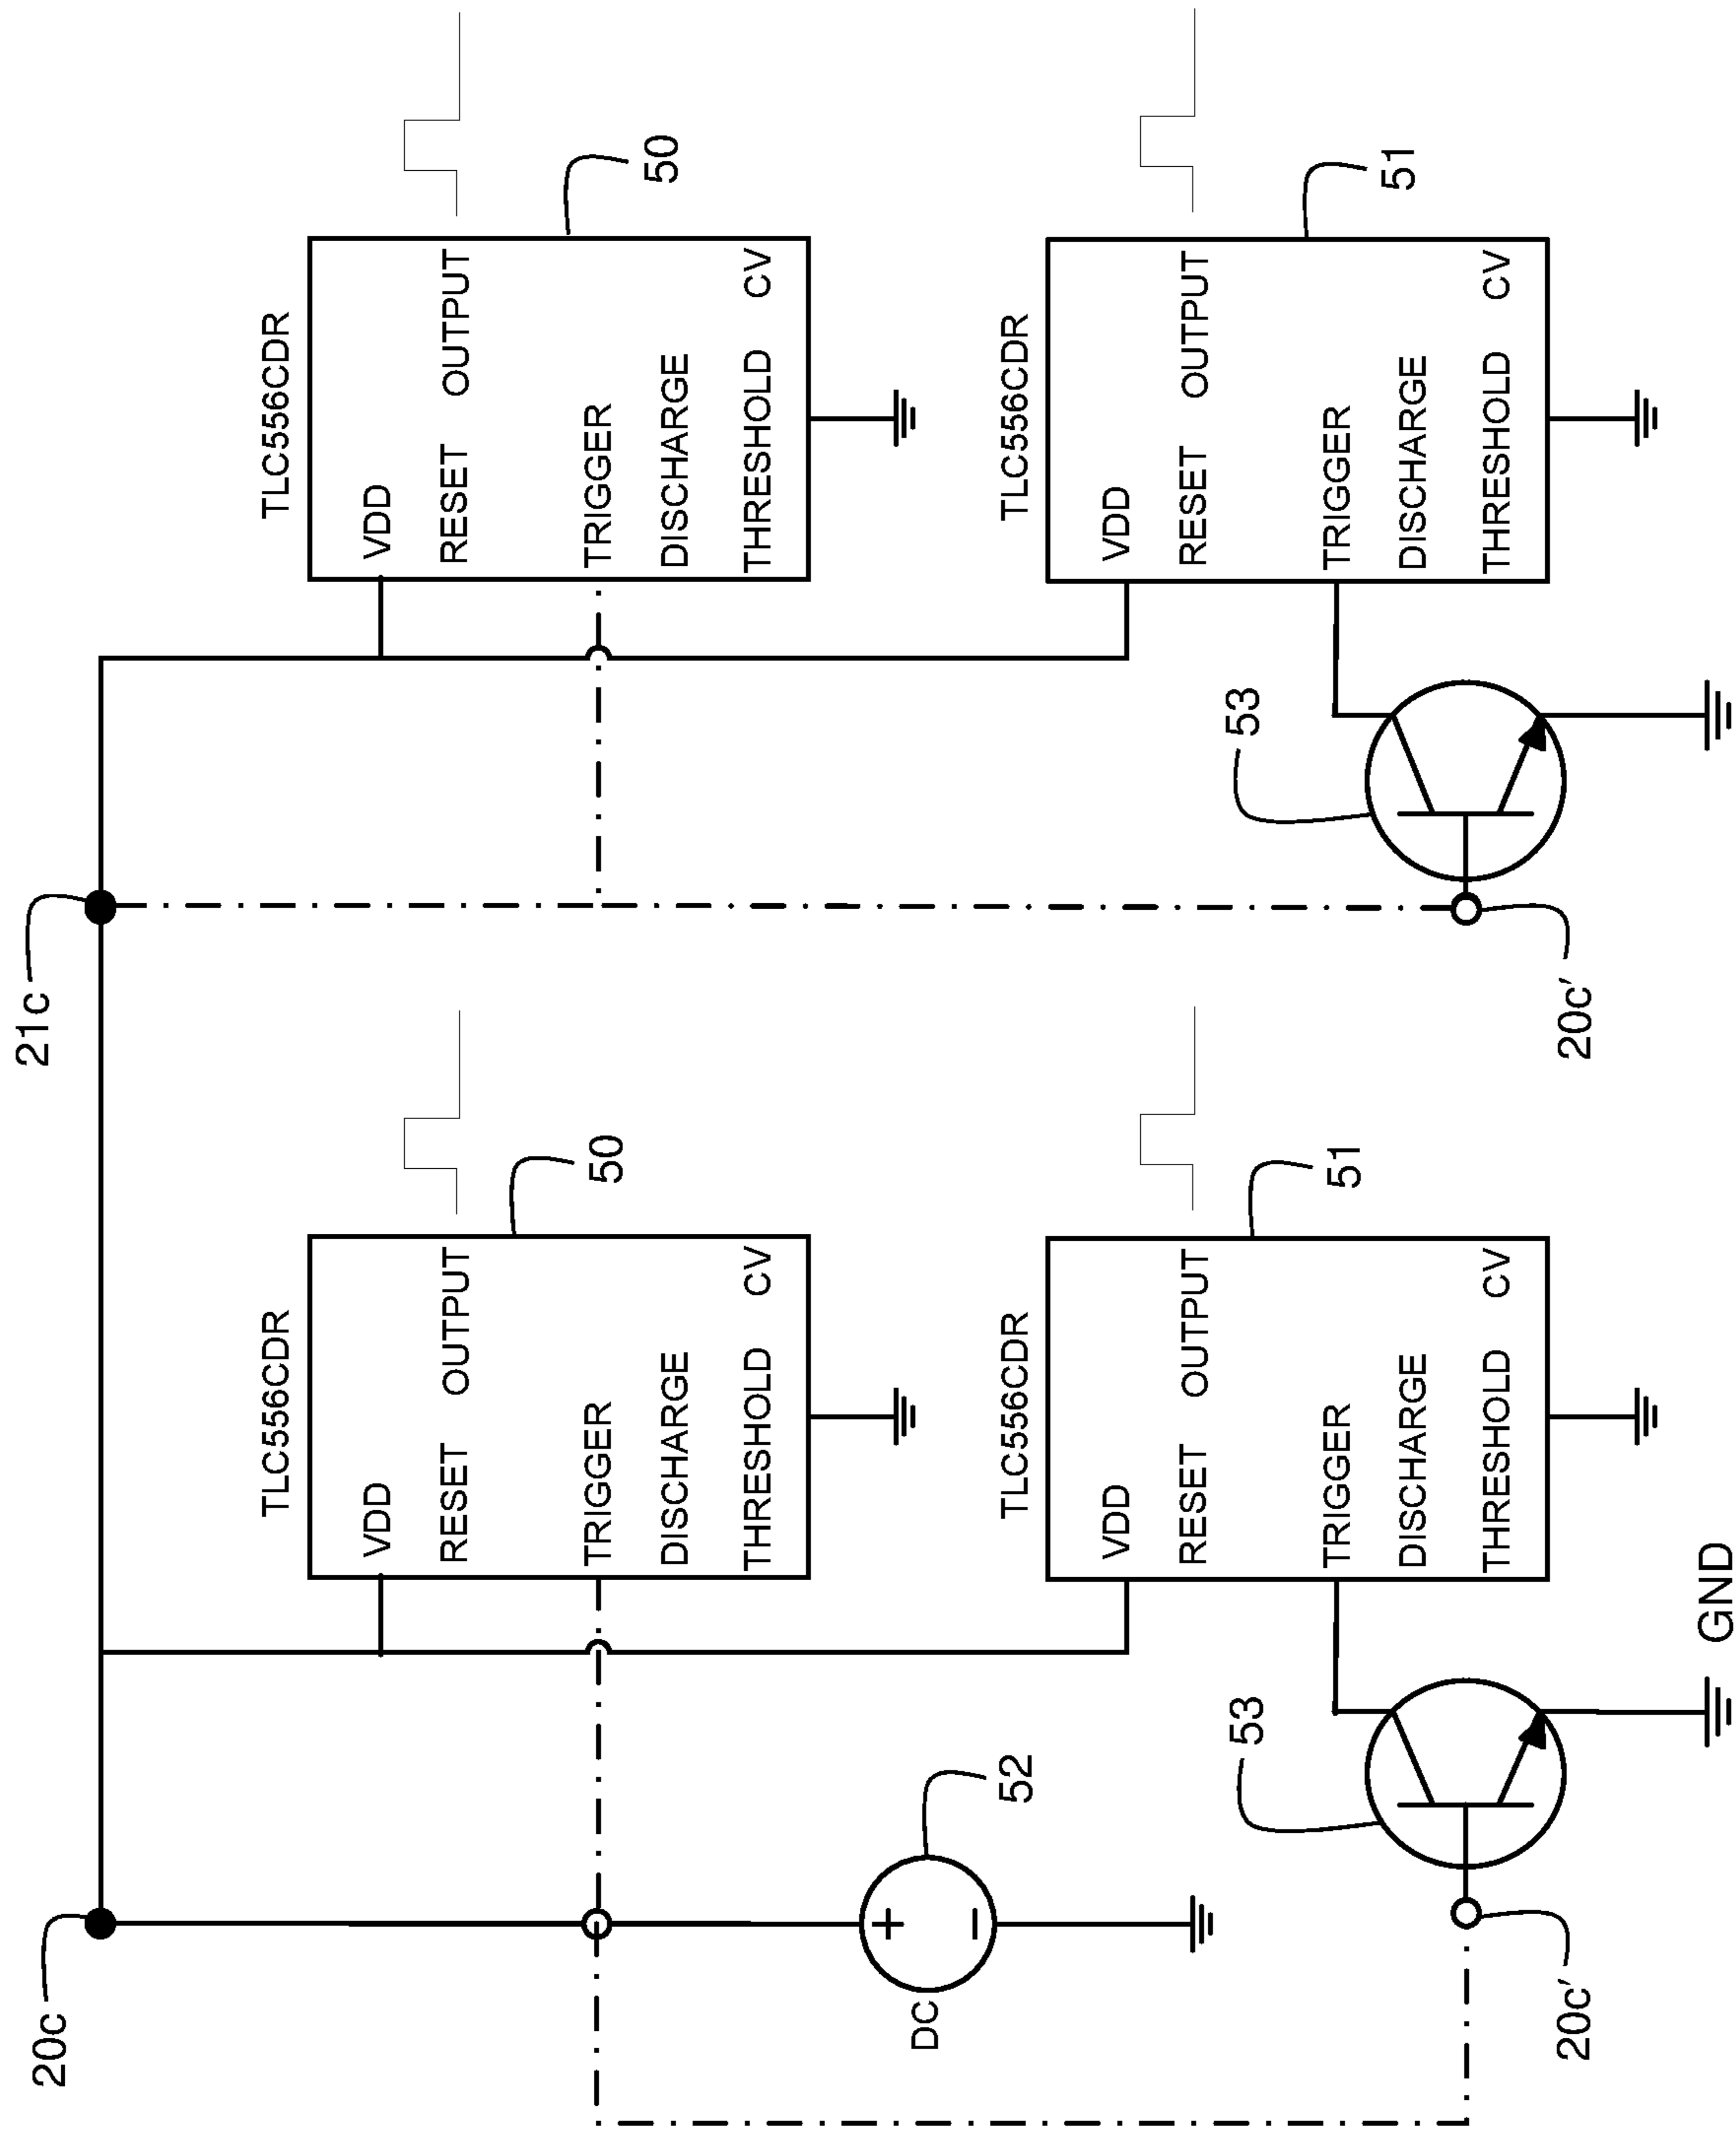 20c
21c
TLC556CDR
VDD
RESET OUTPUT
TRIGGER
DISCHARGE
THRESHOLD CV
50
TLC556CDR
VDD
RESET OUTPUT
TRIGGER
DISCHARGE
THRESHOLD CV
50
DC
+
−
52
53
TLC556CDR
VDD
RESET OUTPUT
TRIGGER
DISCHARGE
THRESHOLD CV
51
53
TLC556CDR
VDD
RESET OUTPUT
TRIGGER
DISCHARGE
THRESHOLD CV
51
20c′
GND
20c′